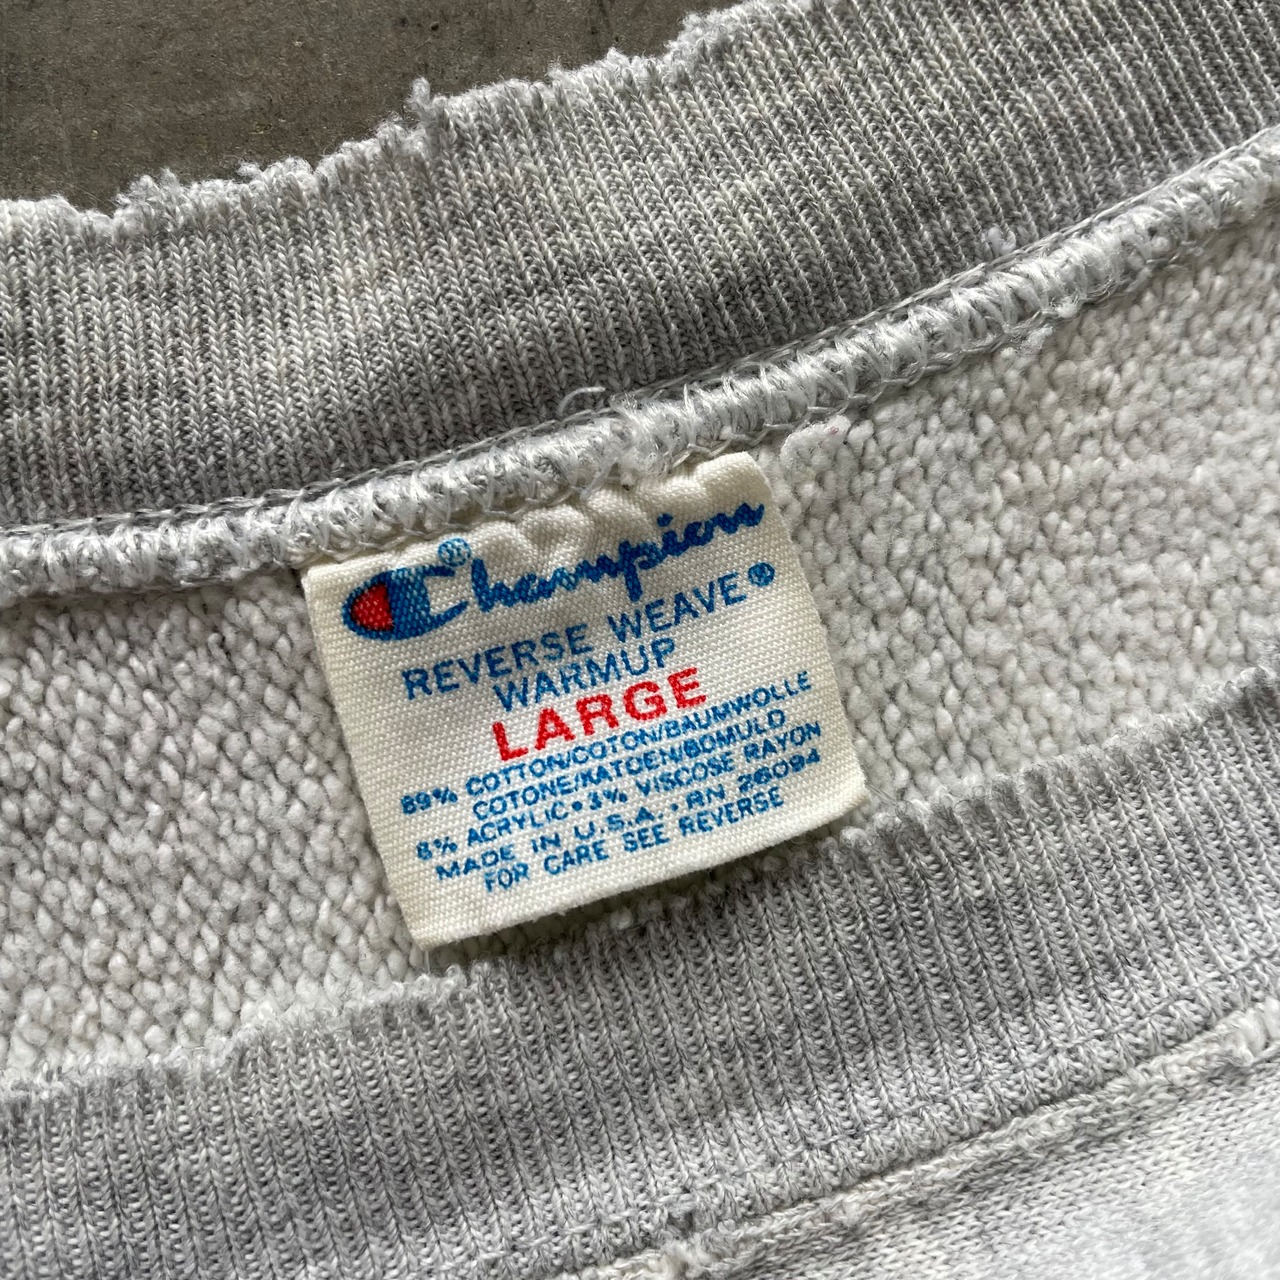 Champion®
REVERSE WEAVE®
WARMUP
LARGE
89% COTTON/COTON/BAUMWOLLE
COTONE/KATOEN/BOMULD
8% ACRYLIC•3% VISCOSE RAYON
MADE IN U.S.A.•RN 26094
FOR CARE SEE REVERSE